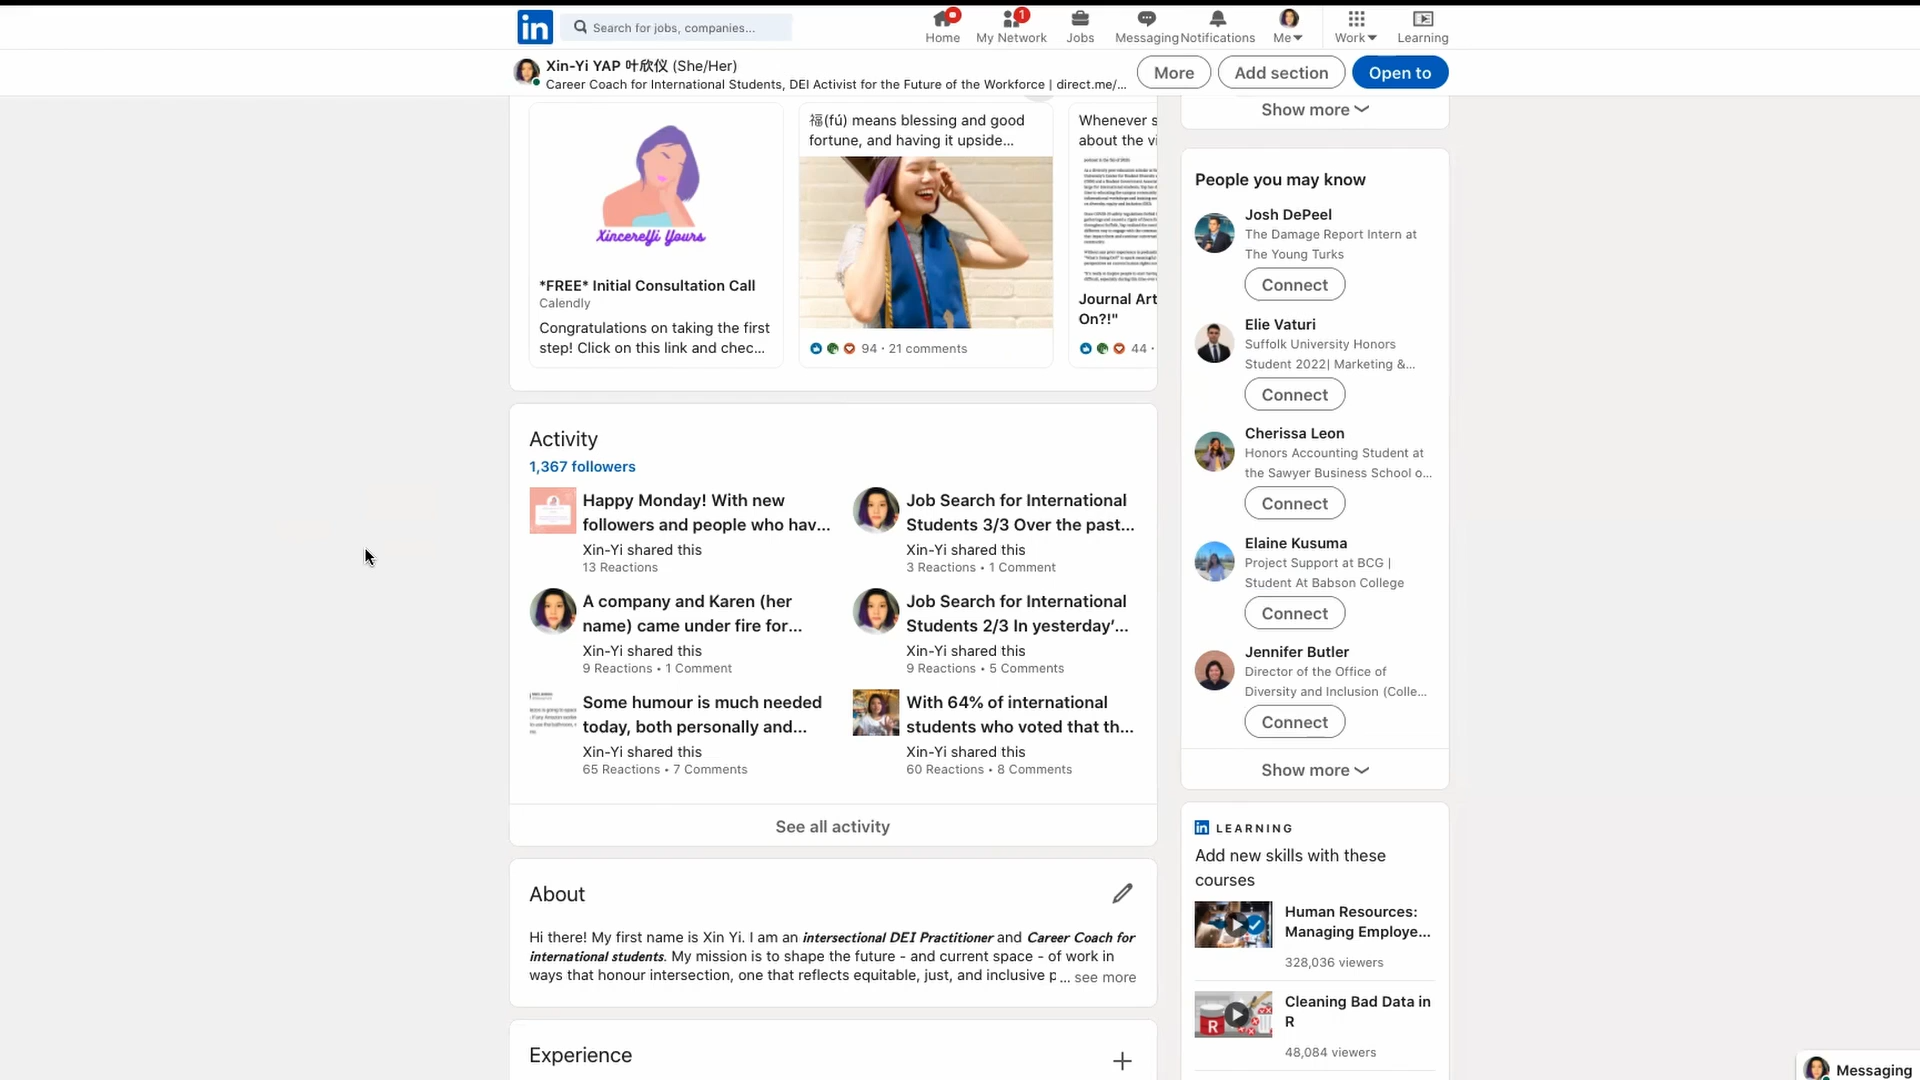 in
Search for jobs, companies...
Home
1
My Network
Jobs
Messaging
Notifications
Me
Work
Learning
Xin-Yi YAP 叶欣仪 (She/Her)
Career Coach for International Students, DEI Activist for the Future of the Workforce | direct.me/...
More
Add section
Open to
XincereYi Yours
*FREE* Initial Consultation Call
Calendly
Congratulations on taking the first
step! Click on this link and chec...
福(fú) means blessing and good
fortune, and having it upside...
94 · 21 comments
Whenever s
about the vi
Journal Art
On?!"
44 ·
Activity
1,367 followers
Happy Monday! With new
followers and people who hav...
Xin-Yi shared this
13 Reactions
Job Search for International
Students 3/3 Over the past...
Xin-Yi shared this
3 Reactions • 1 Comment
A company and Karen (her
name) came under fire for...
Xin-Yi shared this
9 Reactions • 1 Comment
Job Search for International
Students 2/3 In yesterday's...
Xin-Yi shared this
9 Reactions • 5 Comments
Some humour is much needed
today, both personally and...
Xin-Yi shared this
65 Reactions • 7 Comments
With 64% of international
students who voted that th...
Xin-Yi shared this
60 Reactions • 8 Comments
See all activity
About
Hi there! My first name is Xin Yi. I am an intersectional DEI Practitioner and Career Coach for
international students. My mission is to shape the future - and current space - of work in
ways that honour intersection, one that reflects equitable, just, and inclusive p... see more
Experience
Show more
People you may know
Josh DePeel
The Damage Report Intern at
The Young Turks
Connect
Elie Vaturi
Suffolk University Honors
Student 2022| Marketing &...
Connect
Cherissa Leon
Honors Accounting Student at
the Sawyer Business School o...
Connect
Elaine Kusuma
Project Support at BCG |
Student At Babson College
Connect
Jennifer Butler
Director of the Office of
Diversity and Inclusion (Colle...
Connect
Show more
in LEARNING
Add new skills with these
courses
Human Resources:
Managing Employe...
328,036 viewers
R
Cleaning Bad Data in
R
48,084 viewers
Messaging